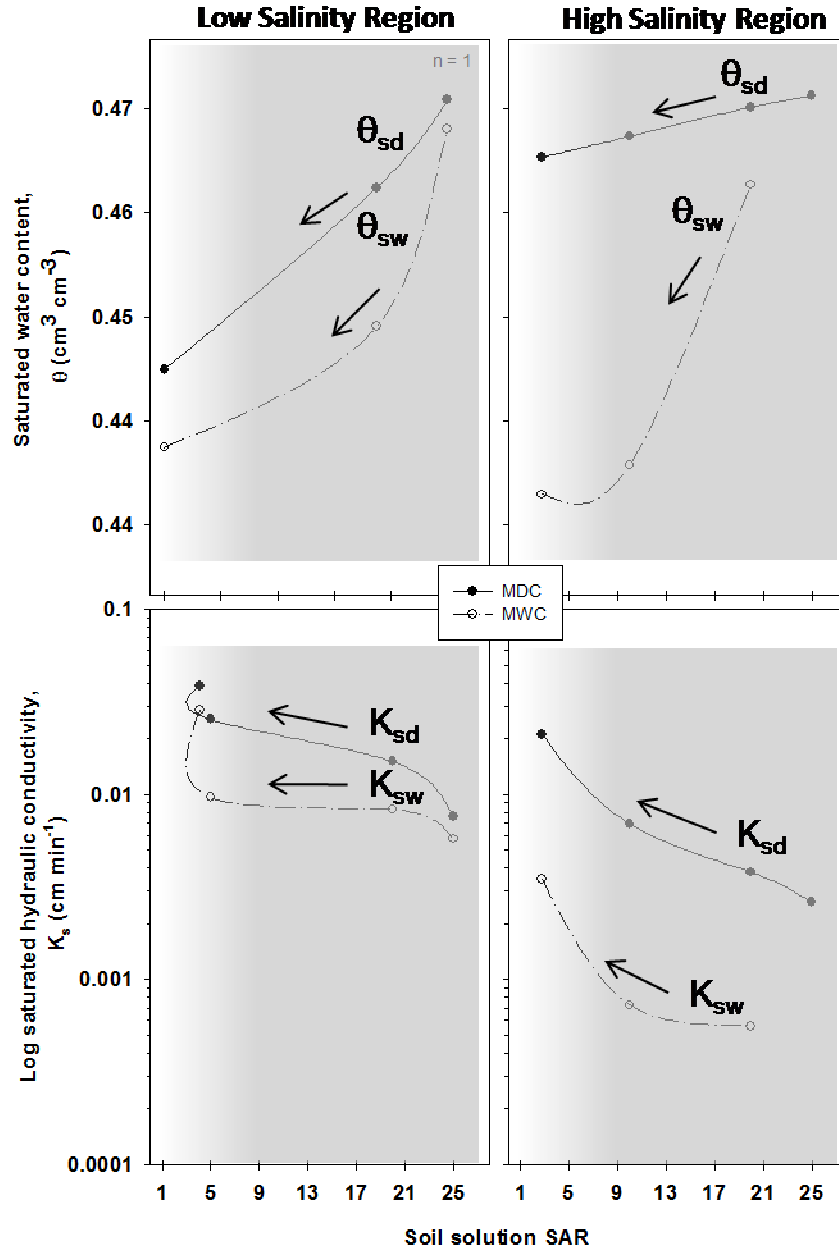 Low Salinity Region
High Salinity Region
n = 1
θsd
θsw
θsd
θsw
Saturated water content,
θ (cm³ cm⁻³)
0.47
0.46
0.45
0.44
0.44
MDC
MWC
Ksd
Ksw
Ksd
Ksw
Log saturated hydraulic conductivity,
Ks (cm min⁻¹)
0.1
0.01
0.001
0.0001
1 5 9 13 17 21 25
1 5 9 13 17 21 25
Soil solution SAR